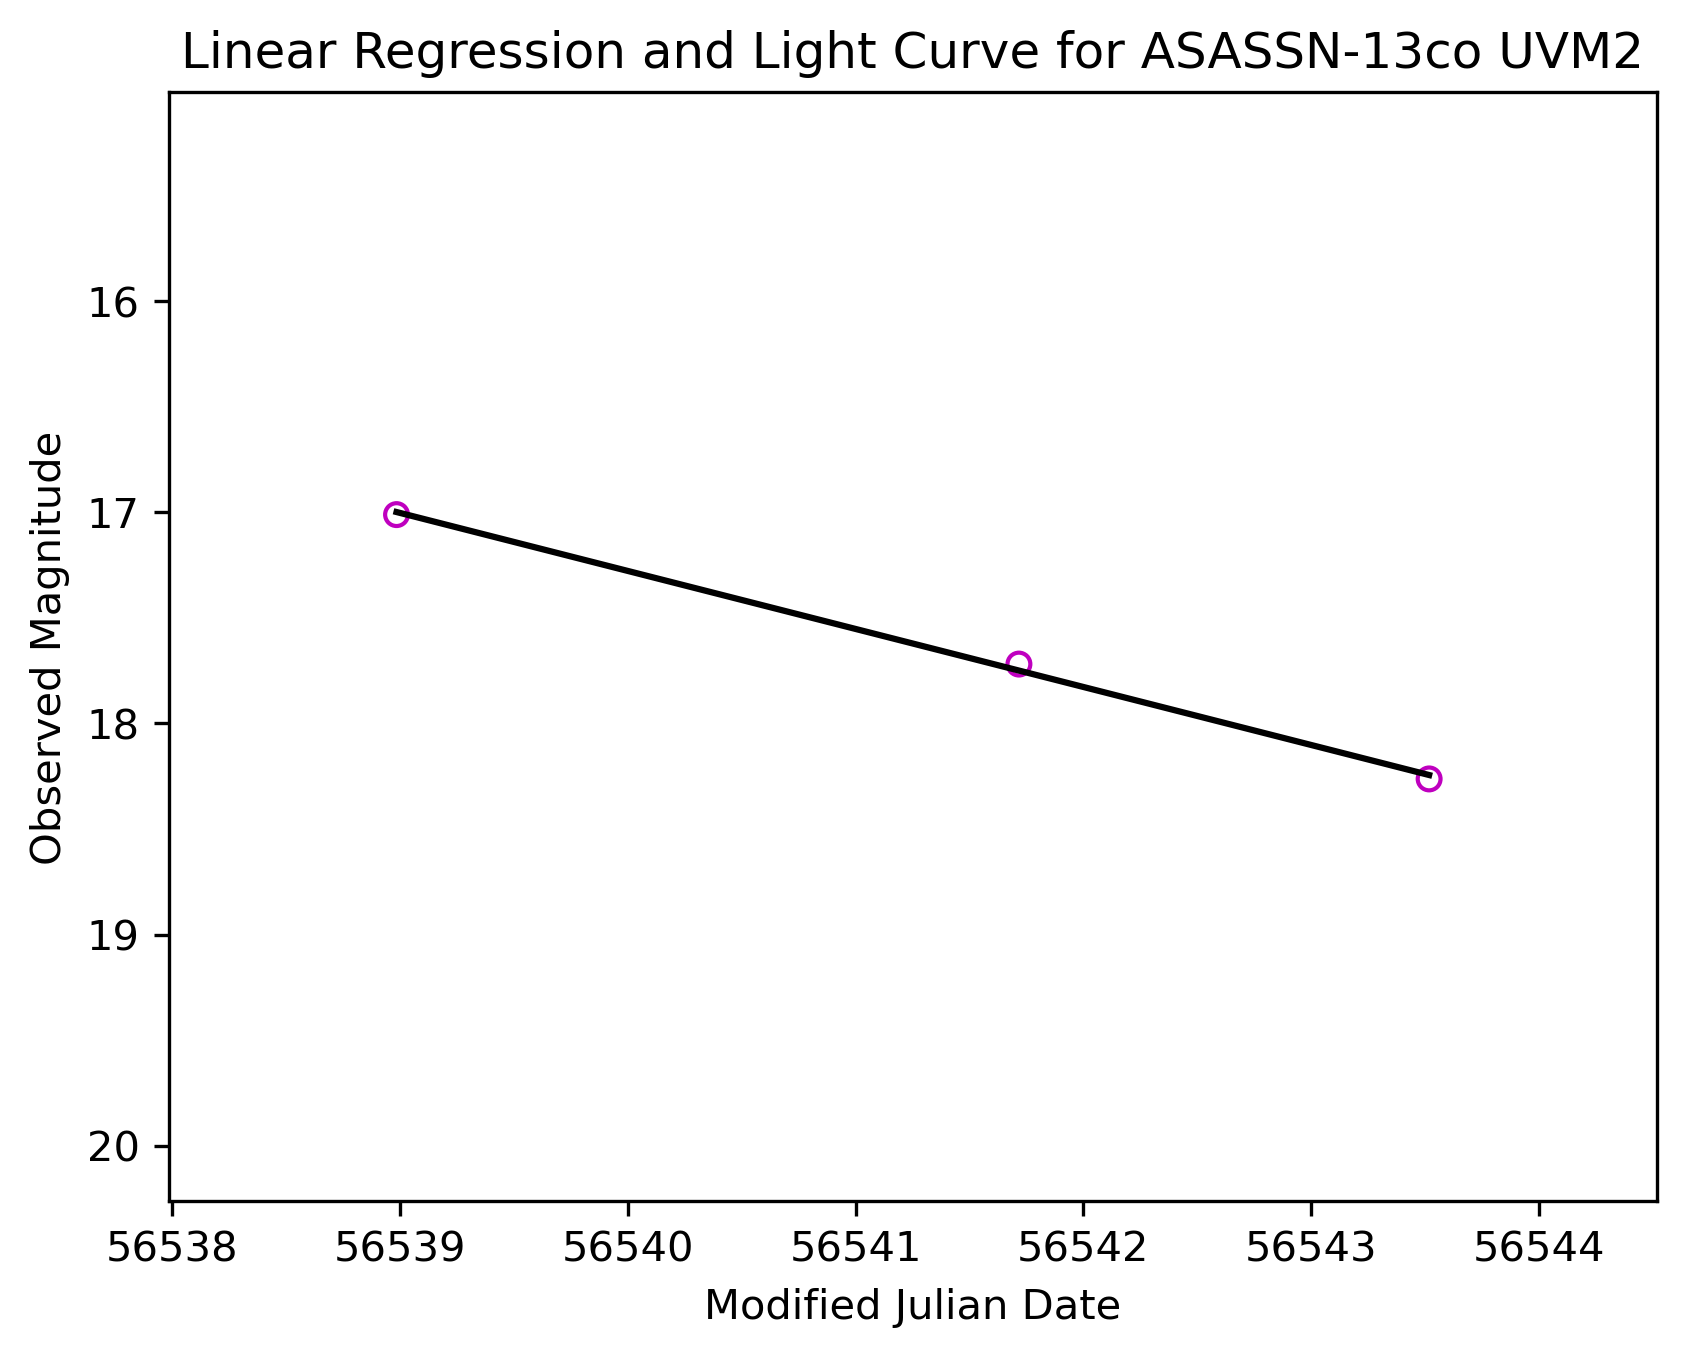 Linear Regression and Light Curve for ASASSN-13co UVM2
Observed Magnitude
16
17
18
19
20
56538 56539 56540 56541 56542 56543 56544
Modified Julian Date